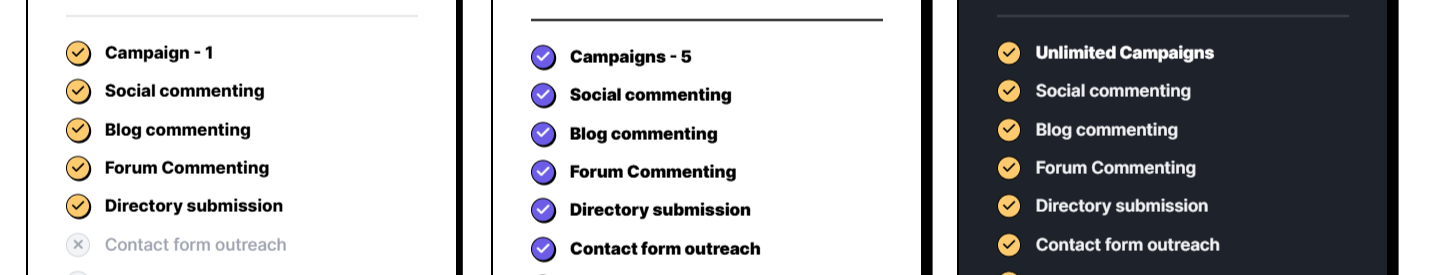 Campaign - 1
Social commenting
Blog commenting
Forum Commenting
Directory submission
Contact form outreach
Campaigns - 5
Social commenting
Blog commenting
Forum Commenting
Directory submission
Contact form outreach
Unlimited Campaigns
Social commenting
Blog commenting
Forum Commenting
Directory submission
Contact form outreach